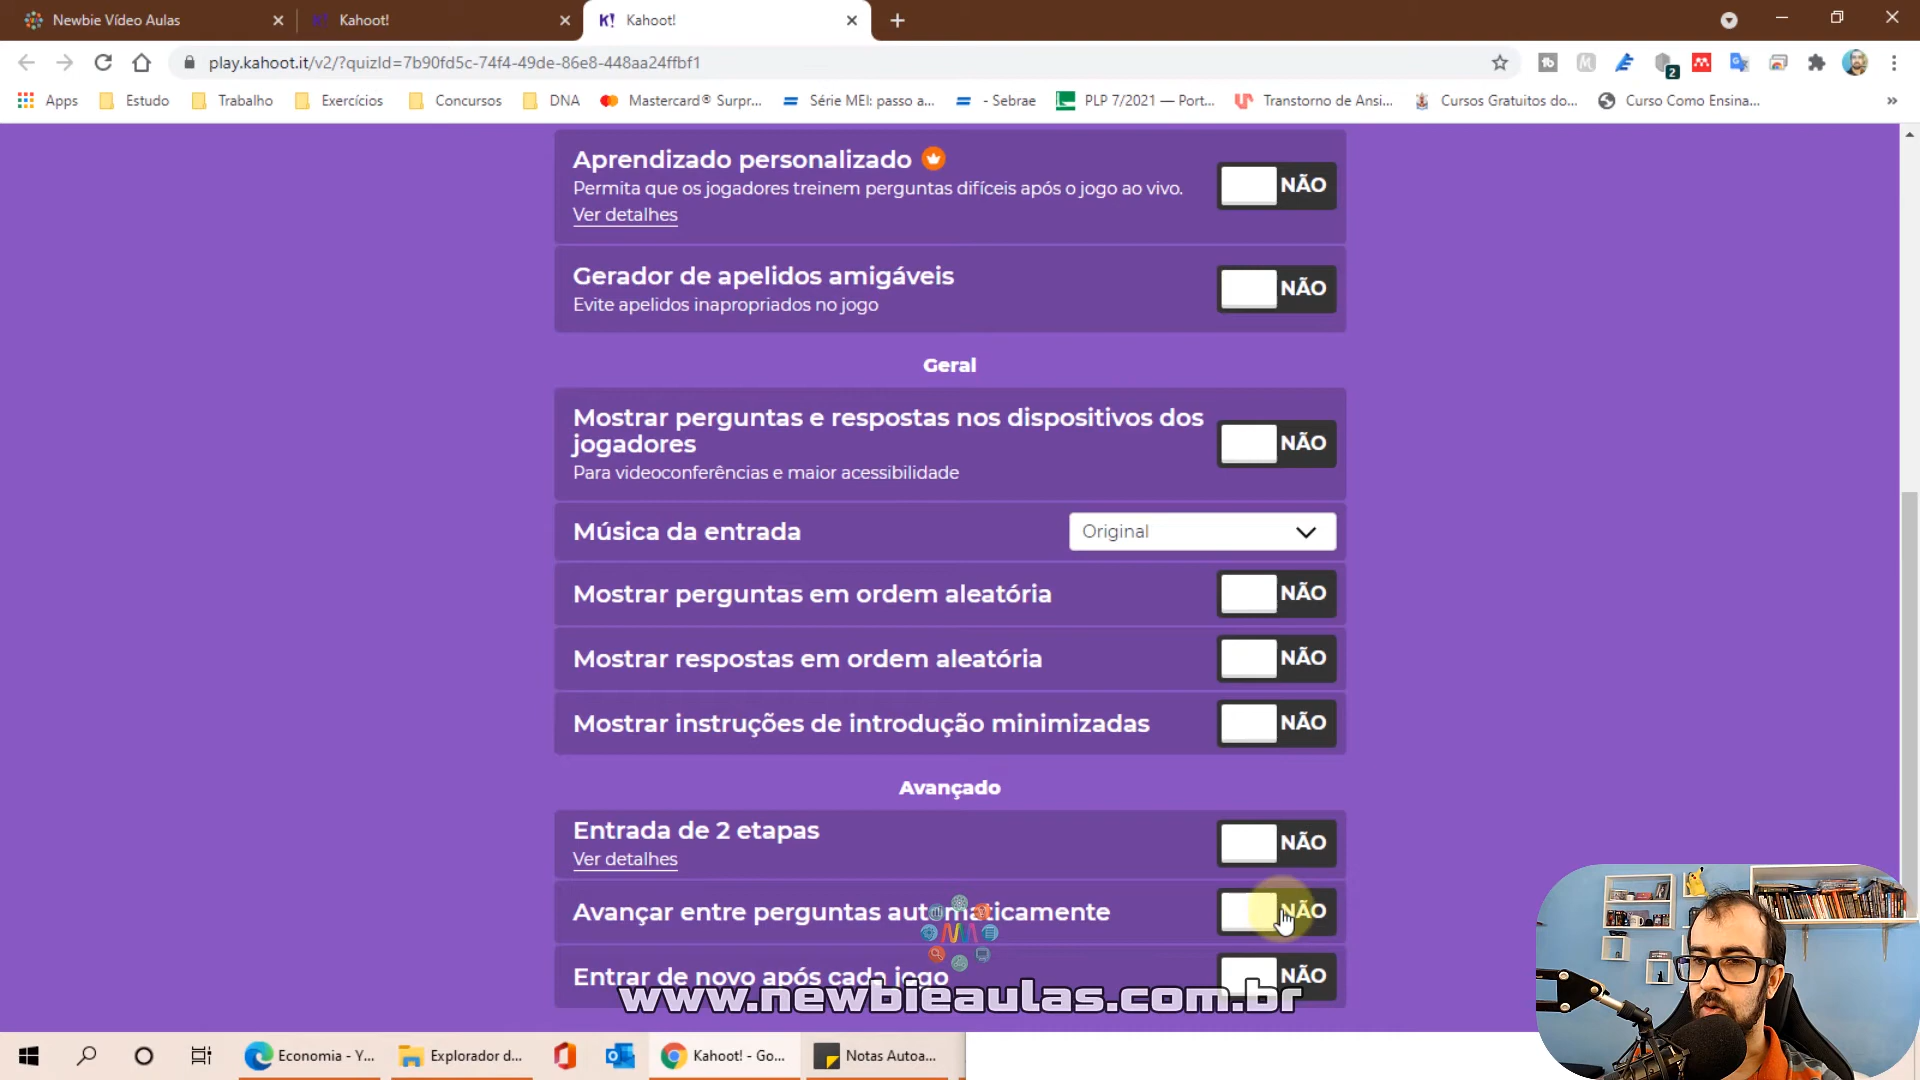 Newbie Vídeo Aulas
Kahoot!
K! Kahoot!
play.kahoot.it/v2/?quizId=7b90fd5c-74f4-49de-86e8-448aa24ffbf1
2
Apps
Estudo
Trabalho
Exercícios
Concursos
DNA
Mastercard® Surpr...
Série MEI: passo a...
- Sebrae
PLP 7/2021 — Port...
Transtorno de Ansi...
Cursos Gratuitos do...
Curso Como Ensina...
»
Aprendizado personalizado
Permita que os jogadores treinem perguntas difíceis após o jogo ao vivo.
Ver detalhes
NÃO
Gerador de apelidos amigáveis
Evite apelidos inapropriados no jogo
NÃO
Geral
Mostrar perguntas e respostas nos dispositivos dos
jogadores
Para videoconferências e maior acessibilidade
NÃO
Música da entrada
Original
Mostrar perguntas em ordem aleatória
NÃO
Mostrar respostas em ordem aleatória
NÃO
Mostrar instruções de introdução minimizadas
NÃO
Avançado
Entrada de 2 etapas
Ver detalhes
NÃO
Avançar entre perguntas automaticamente
NÃO
Entrar de novo após cada jogo
NÃO
www.newbieaulas.com.br
Economia - Y...
Explorador d...
Kahoot! - Go...
Notas Autoa...